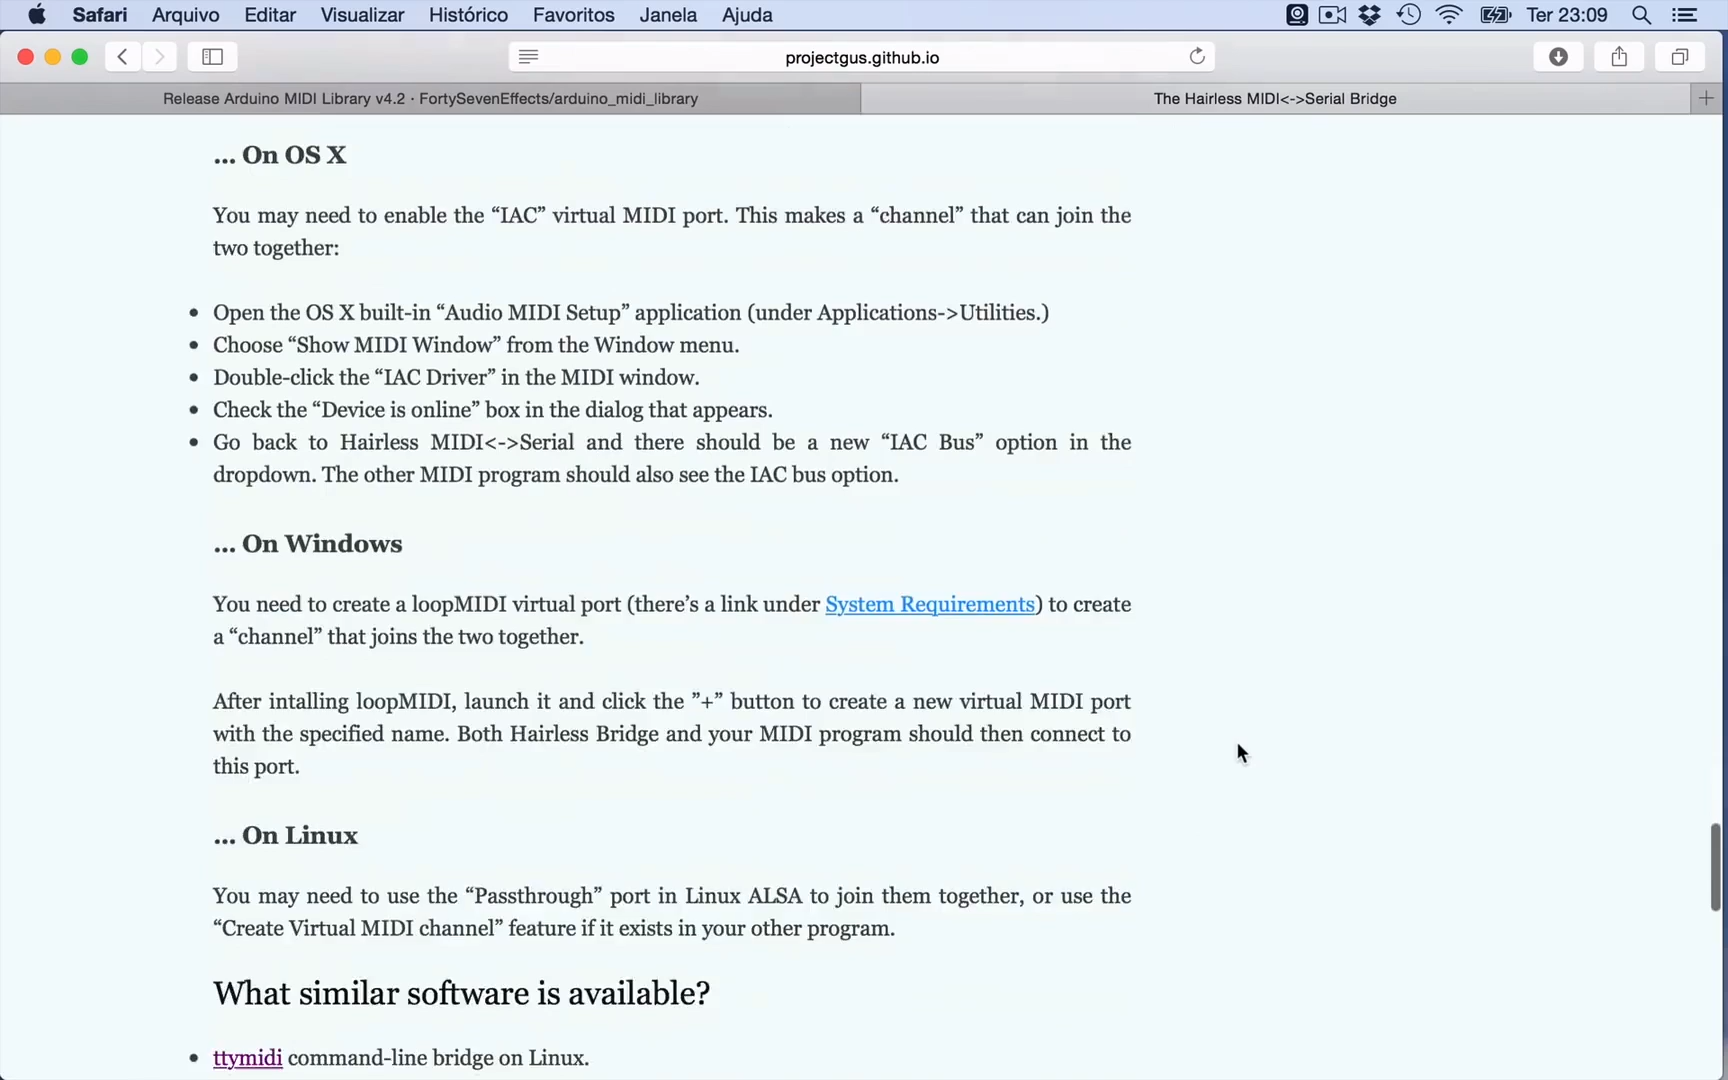 Safari Arquivo Editar Visualizar Histórico Favoritos Janela Ajuda Ter 23:09
projectgus.github.io
Release Arduino MIDI Library v4.2 · FortySevenEffects/arduino_midi_library The Hairless MIDI<->Serial Bridge
... On OS X
You may need to enable the “IAC” virtual MIDI port. This makes a “channel” that can join the
two together:
• Open the OS X built-in “Audio MIDI Setup” application (under Applications->Utilities.)
• Choose “Show MIDI Window” from the Window menu.
• Double-click the “IAC Driver” in the MIDI window.
• Check the “Device is online” box in the dialog that appears.
• Go back to Hairless MIDI<->Serial and there should be a new “IAC Bus” option in the
dropdown. The other MIDI program should also see the IAC bus option.
... On Windows
You need to create a loopMIDI virtual port (there’s a link under System Requirements) to create
a “channel” that joins the two together.
After intalling loopMIDI, launch it and click the ”+” button to create a new virtual MIDI port
with the specified name. Both Hairless Bridge and your MIDI program should then connect to
this port.
... On Linux
You may need to use the “Passthrough” port in Linux ALSA to join them together, or use the
“Create Virtual MIDI channel” feature if it exists in your other program.
What similar software is available?
• ttymidi command-line bridge on Linux.